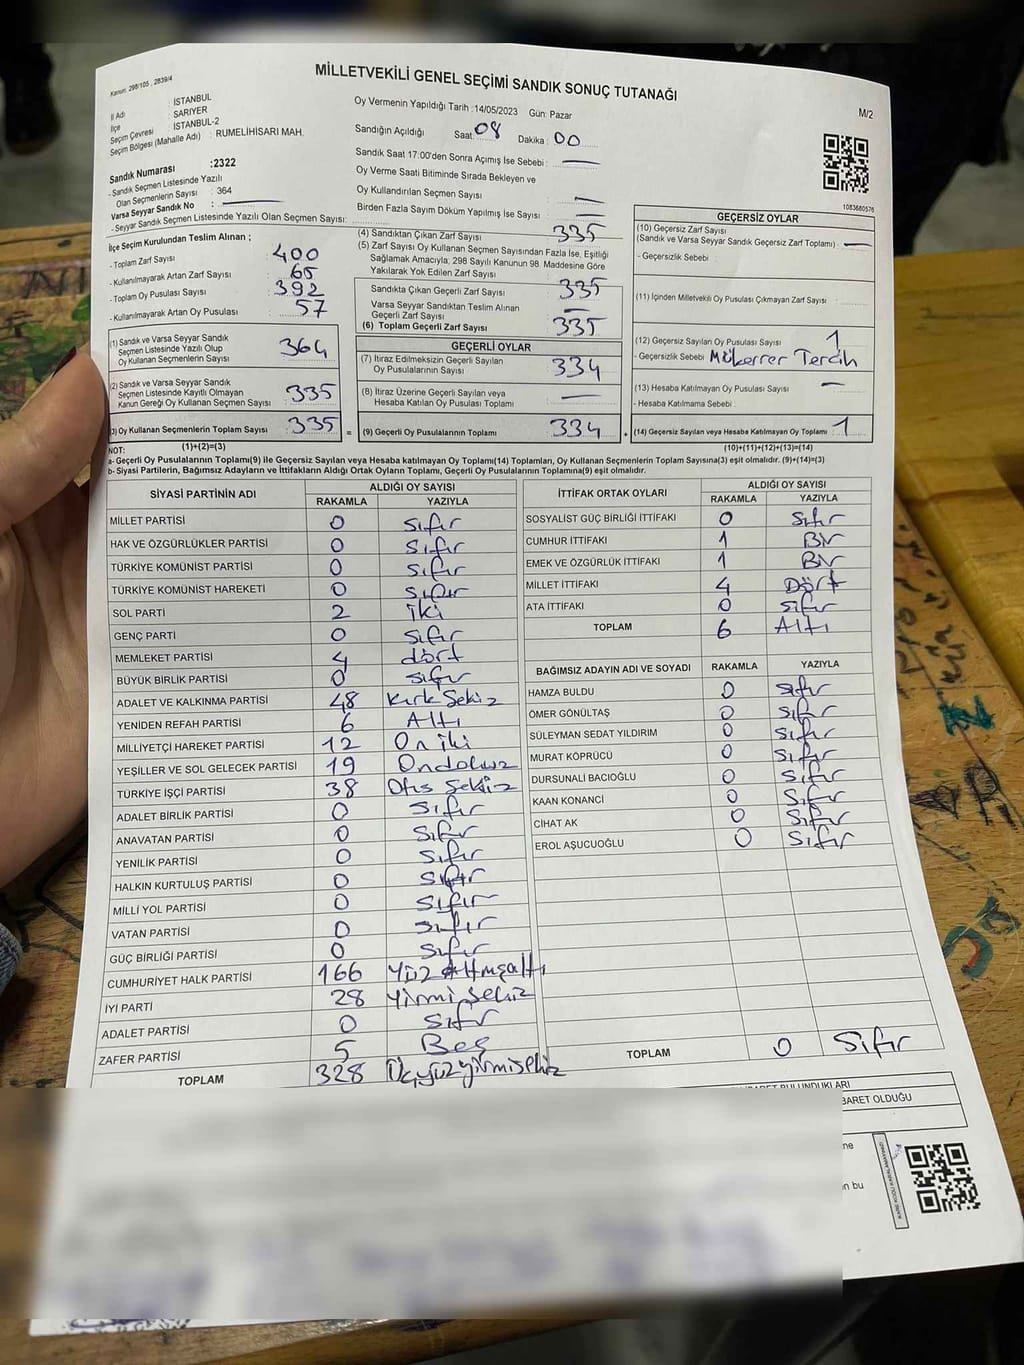 Kanun: 298/105 , 2839/4
MİLLETVEKİLİ GENEL SEÇİMİ SANDIK SONUÇ TUTANAĞI
M/2
İl Adı : İSTANBUL
İlçe : SARIYER
Seçim Çevresi : İSTANBUL-2
Seçim Bölgesi (Mahalle Adı) : RUMELİHİSARI MAH.
Sandık Numarası :2322
- Sandık Seçmen Listesinde Yazılı
Olan Seçmenlerin Sayısı : 364
Varsa Seyyar Sandık No :
- Seyyar Sandık Seçmen Listesinde Yazılı Olan Seçmen Sayısı:
Oy Vermenin Yapıldığı Tarih :14/05/2023 Gün: Pazar
Sandığın Açıldığı Saat: 08 Dakika : 00
Sandık Saat 17:00'den Sonra Açımış İse Sebebi : —
Oy Verme Saati Bitiminde Sırada Bekleyen ve
Oy Kullandırılan Seçmen Sayısı : —
Birden Fazla Sayım Döküm Yapılmış İse Sayısı : —
1083680576
İlçe Seçim Kurulundan Teslim Alınan ;
- Toplam Zarf Sayısı : 400
- Kullanılmayarak Artan Zarf Sayısı : 65
- Toplam Oy Pusulası Sayısı : 392
- Kullanılmayarak Artan Oy Pusulası : 57
(1) Sandık ve Varsa Seyyar Sandık
Seçmen Listesinde Yazılı Olup
Oy Kullanan Seçmenlerin Sayısı : 364
(2) Sandık ve Varsa Seyyar Sandık
Seçmen Listesinde Kayıtlı Olmayan
Kanun Gereği Oy Kullanan Seçmen Sayısı : 335
(3) Oy Kullanan Seçmenlerin Toplam Sayısı : 335 =
(4) Sandıktan Çıkan Zarf Sayısı : 335
(5) Zarf Sayısı Oy Kullanan Seçmen Sayısından Fazla İse, Eşitliği
Sağlamak Amacıyla, 298 Sayılı Kanunun 98. Maddesine Göre
Yakılarak Yok Edilen Zarf Sayısı :
Sandıkta Çıkan Geçerli Zarf Sayısı : 335
Varsa Seyyar Sandıktan Teslim Alınan
Geçerli Zarf Sayısı : —
(6) Toplam Geçerli Zarf Sayısı : 335
GEÇERLİ OYLAR
(7) İtiraz Edilmeksizin Geçerli Sayılan
Oy Pusulalarının Sayısı : 334
(8) İtiraz Üzerine Geçerli Sayılan veya
Hesaba Katılan Oy Pusulası Toplamı : —
(9) Geçerli Oy Pusulalarının Toplamı : 334 +
GEÇERSİZ OYLAR
(10) Geçersiz Zarf Sayısı
(Sandık ve Varsa Seyyar Sandık Geçersiz Zarf Toplamı) : —
- Geçersizlik Sebebi :
(11) İçinden Milletvekili Oy Pusulası Çıkmayan Zarf Sayısı :
(12) Geçersiz Sayılan Oy Pusulası Sayısı : 1
- Geçersizlik Sebebi : Mükerrer Tercih
(13) Hesaba Katılmayan Oy Pusulası Sayısı : —
- Hesaba Katılmama Sebebi :
(14) Geçersiz Sayılan veya Hesaba Katılmayan Oy Toplamı : 1
NOT: (1)+(2)=(3) (10)+(11)+(12)+(13)=(14)
a- Geçerli Oy Pusulalarının Toplamı(9) ile Geçersiz Sayılan veya Hesaba Katılmayan Oy Toplamı(14) Toplamları, Oy Kullanan Seçmenlerin Toplam Sayısına(3) eşit olmalıdır. (9)+(14)=(3)
b- Siyasi Partilerin, Bağımsız Adayların ve İttifakların Aldığı Ortak Oyların Toplamı, Geçerli Oy Pusulalarının Toplamına(9) eşit olmalıdır.
SİYASİ PARTİNİN ADI ALDIĞI OY SAYISI
RAKAMLA YAZIYLA
MİLLET PARTİSİ 0 Sıfır
HAK VE ÖZGÜRLÜKLER PARTİSİ 0 Sıfır
TÜRKİYE KOMÜNİST PARTİSİ 0 Sıfır
TÜRKİYE KOMÜNİST HAREKETİ 0 Sıfır
SOL PARTİ 2 iki
GENÇ PARTİ 0 Sıfır
MEMLEKET PARTİSİ 4 dört
BÜYÜK BİRLİK PARTİSİ 0 sıfır
ADALET VE KALKINMA PARTİSİ 48 Kırk Sekiz
YENİDEN REFAH PARTİSİ 6 Altı
MİLLİYETÇİ HAREKET PARTİSİ 12 On iki
YEŞİLLER VE SOL GELECEK PARTİSİ 19 Ondokuz
TÜRKİYE İŞÇİ PARTİSİ 38 Otus Sekiz
ADALET BİRLİK PARTİSİ 0 Sıfır
ANAVATAN PARTİSİ 0 Sıfır
YENİLİK PARTİSİ 0 Sıfır
HALKIN KURTULUŞ PARTİSİ 0 Sıfır
MİLLİ YOL PARTİSİ 0 Sıfır
VATAN PARTİSİ 0 Sıfır
GÜÇ BİRLİĞİ PARTİSİ 0 Sıfır
CUMHURİYET HALK PARTİSİ 166 Yüz Altmışaltı
İYİ PARTİ 28 Yirmi Sekiz
ADALET PARTİSİ 0 Sıfır
ZAFER PARTİSİ 5 Beş
TOPLAM 328 Üçyüzyirmisekiz
İTTİFAK ORTAK OYLARI ALDIĞI OY SAYISI
RAKAMLA YAZIYLA
SOSYALİST GÜÇ BİRLİĞİ İTTİFAKI 0 Sıfır
CUMHUR İTTİFAKI 1 Bir
EMEK VE ÖZGÜRLÜK İTTİFAKI 1 Bir
MİLLET İTTİFAKI 4 Dört
ATA İTTİFAKI 0 sıfır
TOPLAM 6 Altı
BAĞIMSIZ ADAYIN ADI VE SOYADI RAKAMLA YAZIYLA
HAMZA BULDU 0 sıfır
ÖMER GÖNÜLTAŞ 0 Sıfır
SÜLEYMAN SEDAT YILDIRIM 0 Sıfır
MURAT KÖPRÜCÜ 0 Sıfır
DURSUNALİ BACIOĞLU 0 Sıfır
KAAN KONANCİ 0 Sıfır
CİHAT AK 0 Sıfır
EROL AŞUCUOĞLU 0 Sıfır
TOPLAM 0 Sıfır
BULUNDUKLARI
BARET OLDUĞU
ne
n bu